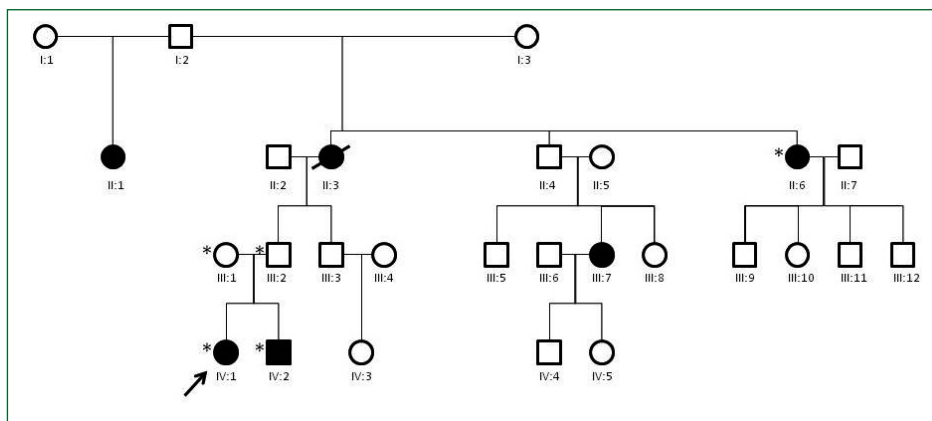 I:1 I:2 I:3
II:1 II:2 II:3 II:4 II:5 * II:6 II:7
* * III:1 III:2 III:3 III:4 III:5 III:6 III:7 III:8 III:9 III:10 III:11 III:12
* * IV:1 IV:2 IV:3 IV:4 IV:5